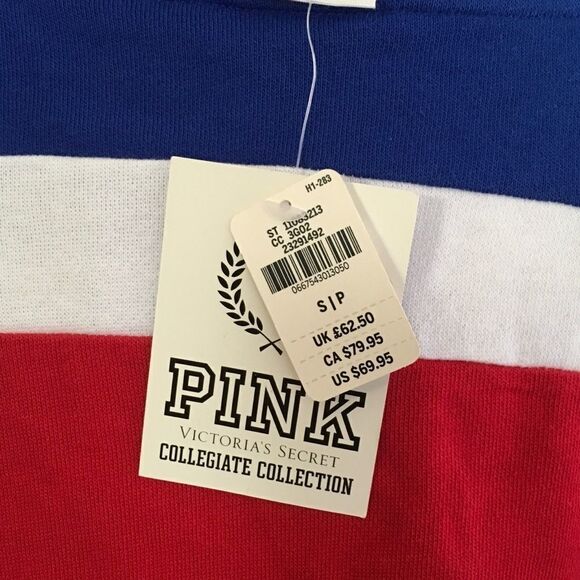 H1-283
ST 11083213
CC 3G02
23291492
0667543013050
S|P
UK £62.50
CA $79.95
US $69.95
PINK
VICTORIA'S SECRET
COLLEGIATE COLLECTION